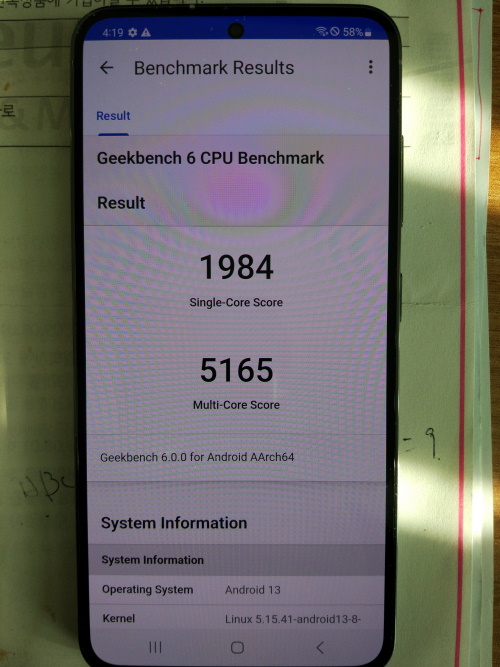 4:19
58%
Benchmark Results
Result
Geekbench 6 CPU Benchmark
Result
1984
Single-Core Score
5165
Multi-Core Score
Geekbench 6.0.0 for Android AArch64
System Information
System Information
Operating System Android 13
Kernel Linux 5.15.41-android13-8-
= 9.